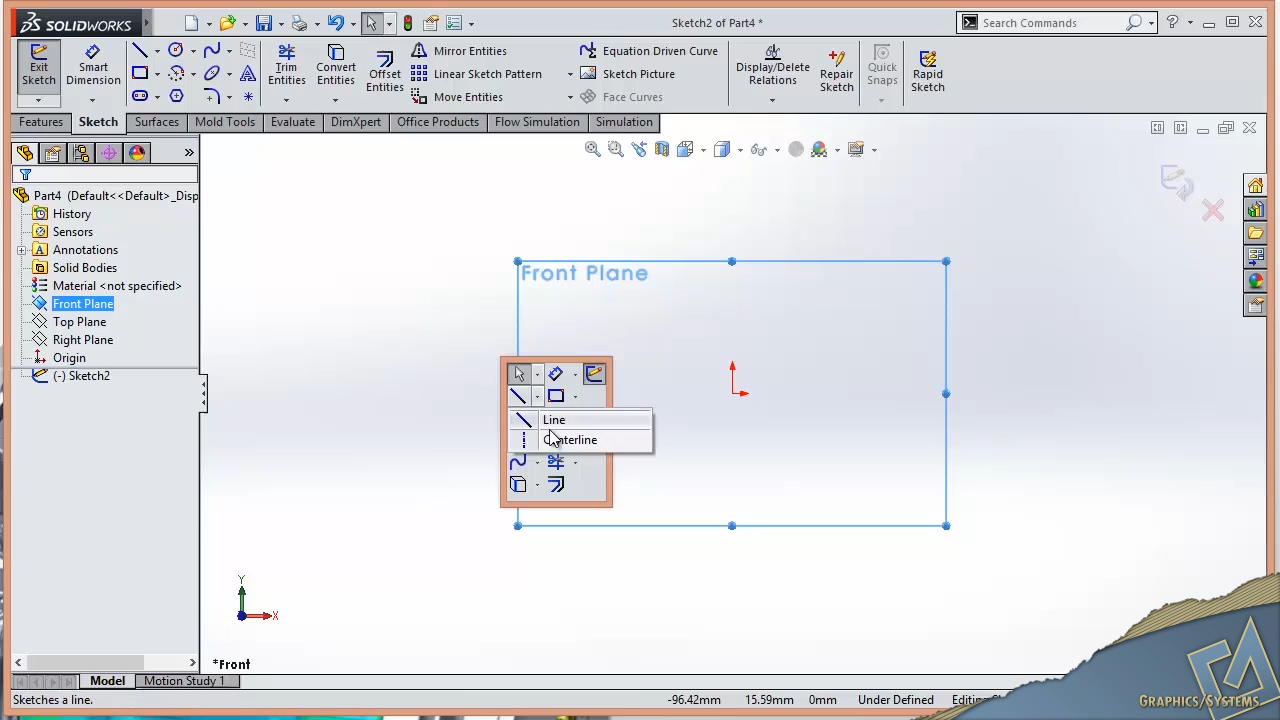 SOLIDWORKS
Sketch2 of Part4 *
Search Commands
Exit Sketch
Smart Dimension
Trim Entities
Convert Entities
Offset Entities
Mirror Entities
Linear Sketch Pattern
Move Entities
Equation Driven Curve
Sketch Picture
Face Curves
Display/Delete Relations
Repair Sketch
Quick Snaps
Rapid Sketch
Features
Sketch
Surfaces
Mold Tools
Evaluate
DimXpert
Office Products
Flow Simulation
Simulation
Part4 (Default<<Default>_Disp
History
Sensors
Annotations
Solid Bodies
Material <not specified>
Front Plane
Top Plane
Right Plane
Origin
(-) Sketch2
Front Plane
Line
Y
X
*Front
Model
Motion Study 1
Sketches a line.
-96.42mm
15.59mm
0mm
Under Defined
GRAPHICS/SYSTEMS